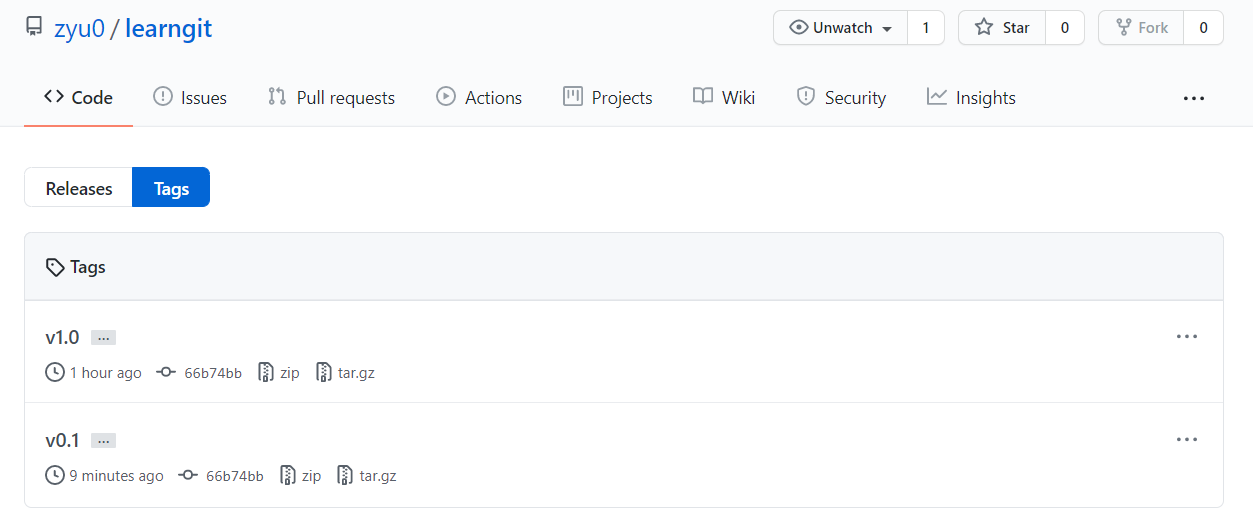 zyu0 / learngit Unwatch 1 Star 0 Fork 0
Code Issues Pull requests Actions Projects Wiki Security Insights ...
Releases Tags
Tags
v1.0 ... ...
1 hour ago 66b74bb zip tar.gz
v0.1 ... ...
9 minutes ago 66b74bb zip tar.gz